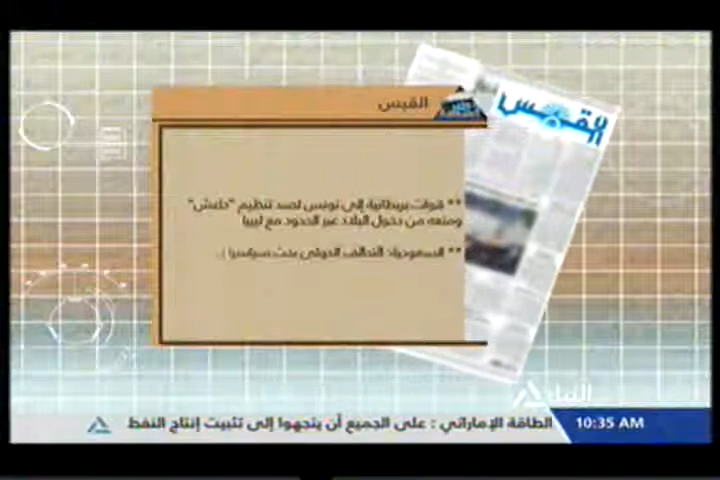 القبس
القبس
** قوات بريطانية إلى تونس لصد تنظيم "داعش"
ومنعه من دخول البلاد عبر الحدود مع ليبيا
** السعودية: التحالف الدولي بحث سياسيا
الطاقة الإماراتي : على الجميع أن يتجهوا إلى تثبيت إنتاج النفط
10:35 AM